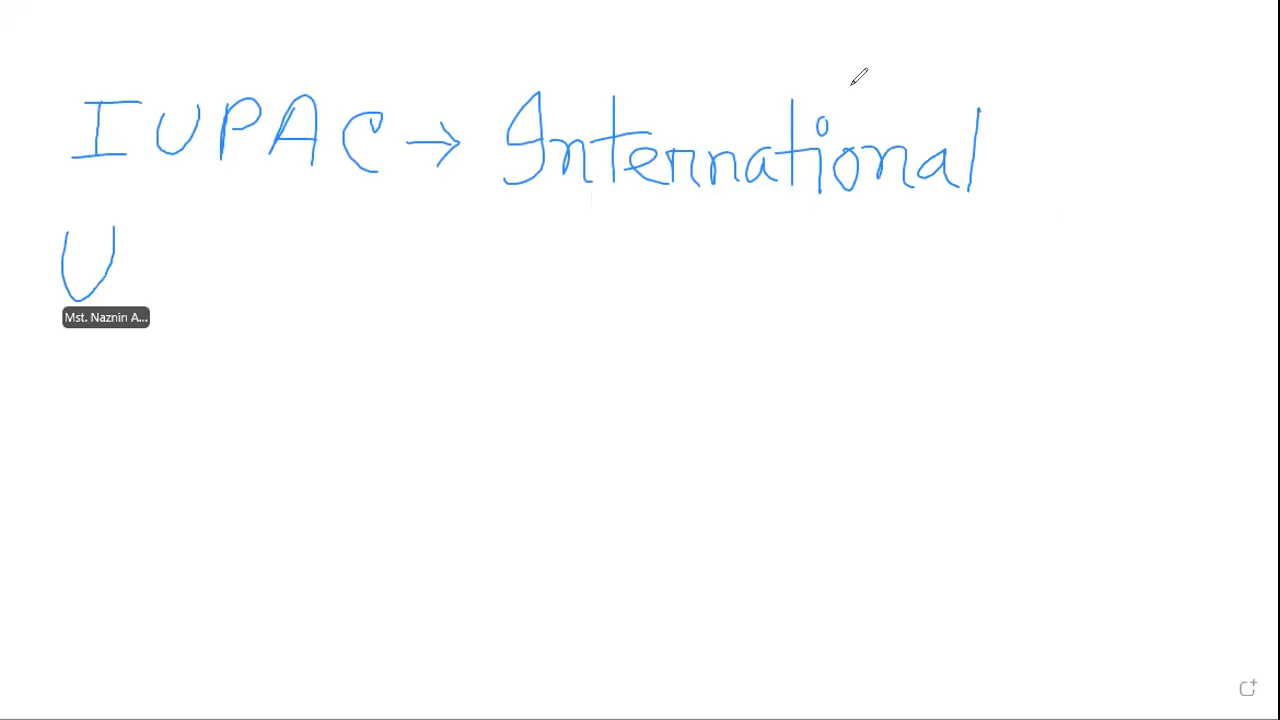 IUPAC → International
U
Mst. Naznin A...